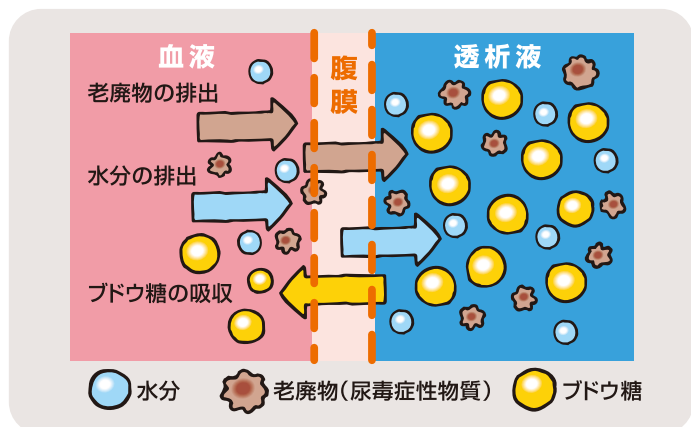 血液
腹膜
透析液
老廃物の排出
水分の排出
ブドウ糖の吸収
水分
老廃物(尿毒症性物質)
ブドウ糖